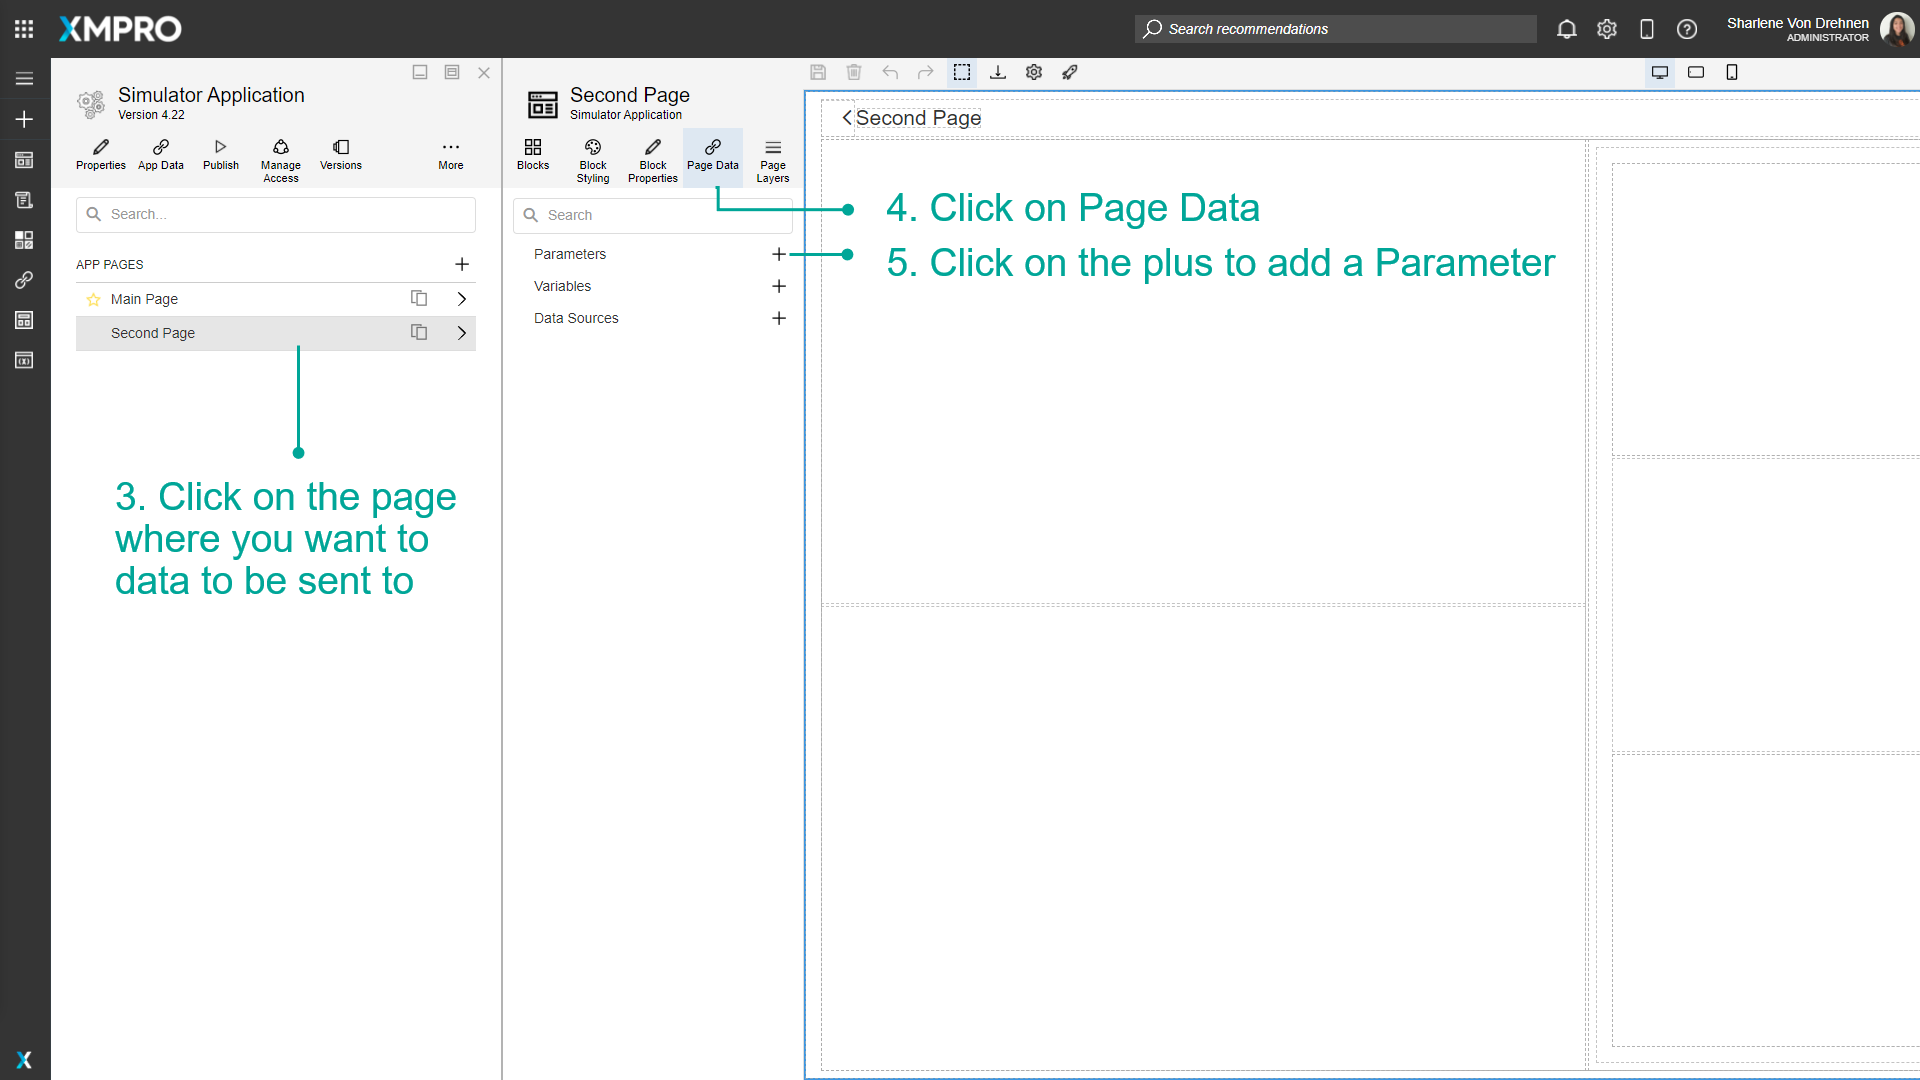 XMPRO
Search recommendations
Sharlene Von Drehnen
ADMINISTRATOR
Simulator Application
Version 4.22
Properties
App Data
Publish
Manage
Access
Versions
More
Search...
APP PAGES
Main Page
Second Page
3. Click on the page
where you want to
data to be sent to
Second Page
Simulator Application
Blocks
Block
Styling
Block
Properties
Page Data
Page
Layers
Search
Parameters
Variables
Data Sources
Second Page
4. Click on Page Data
5. Click on the plus to add a Parameter